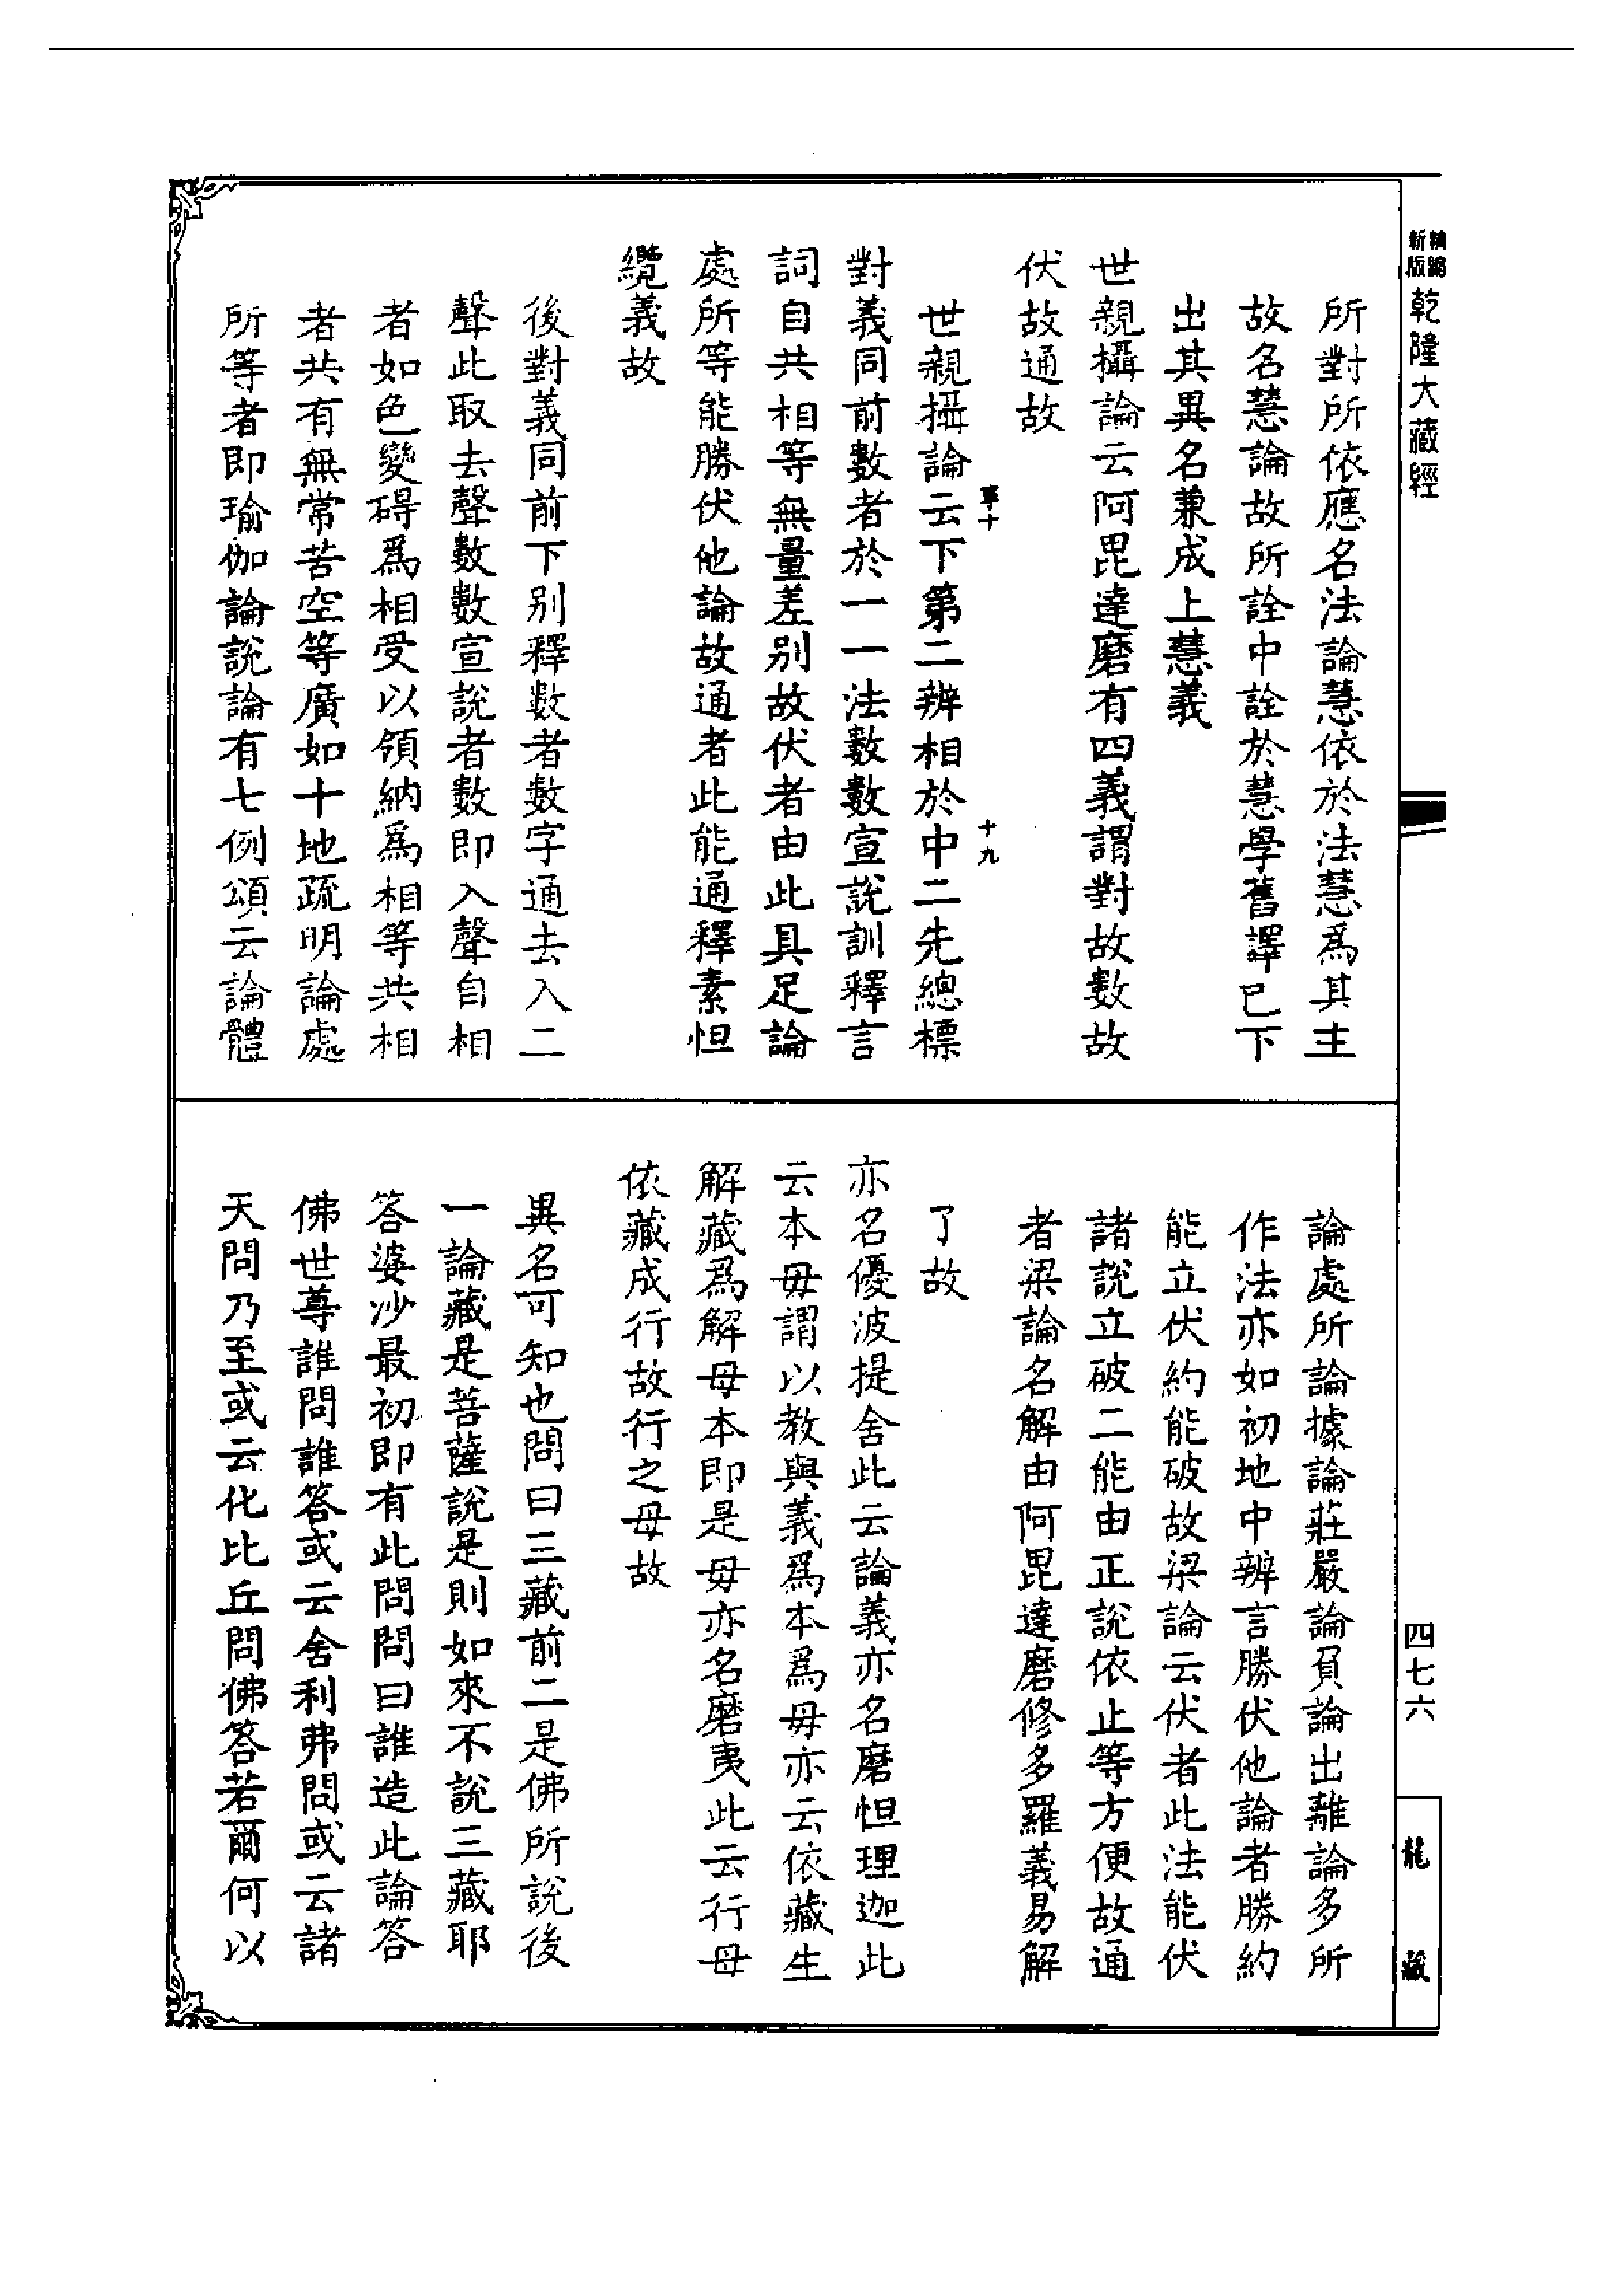 精編
新版
乾隆大藏經
所對所依應名法論慧依於法慧爲其主
故名慧論故所詮中詮於慧學舊譯已下
出其異名兼成上慧義
世親攝論云阿毘達磨有四義謂對故數故
伏故通故
寧十
十九
世親攝論云下第二辨相於中二先總標
對義同前數者於一一法數數宣説訓釋言
詞自共相等無量差别故伏者由此具足論
處所等能勝伏他論故通者此能通釋素怛
纜義故
後對義同前下别釋數者數字通去入二
聲此取去聲數數宣説者數即入聲自相
者如色變碍爲相受以領納爲相等共相
者共有無常苦空等廣如十地疏明論處
所等者即瑜伽論說論有七例頌云論體
論處所論據論莊嚴論負論出離論多所
作法亦如初地中辨言勝伏他論者勝約
能立伏約能破故梁論云伏者此法能伏
諸説立破二能由正説依止等方便故通
者梁論名解由阿毘達磨修多羅義易解
了故
亦名優波提舍此云論義亦名磨怛理迦此
云本毋謂以教與義爲本爲毋亦云依藏生
解藏爲解母本即是毋亦名磨夷此云行母
依藏成行故行之母故
異名可知也問曰三藏前二是佛所説後
一論藏是菩薩說是則如來不說三藏耶
答婆沙最初即有此問問曰誰造此論答
佛世尊誰問誰答或云舍利弗問或云諸
天問乃至或云化比丘問佛答若爾何以
四七六
龍藏